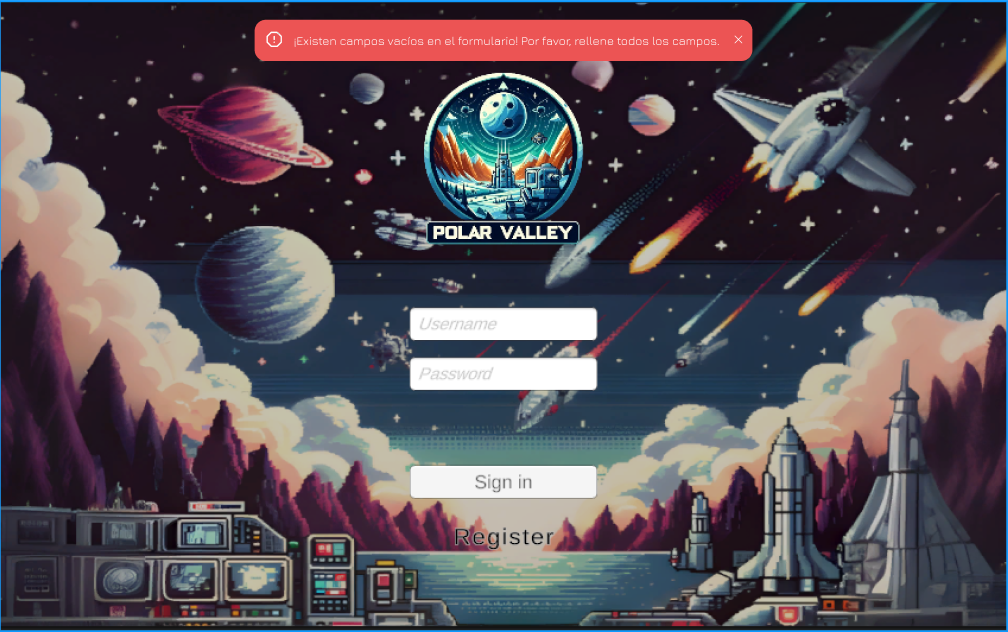 ¡Existen campos vacíos en el formulario! Por favor, rellene todos los campos.
POLAR VALLEY
Username
Password
Sign in
Register